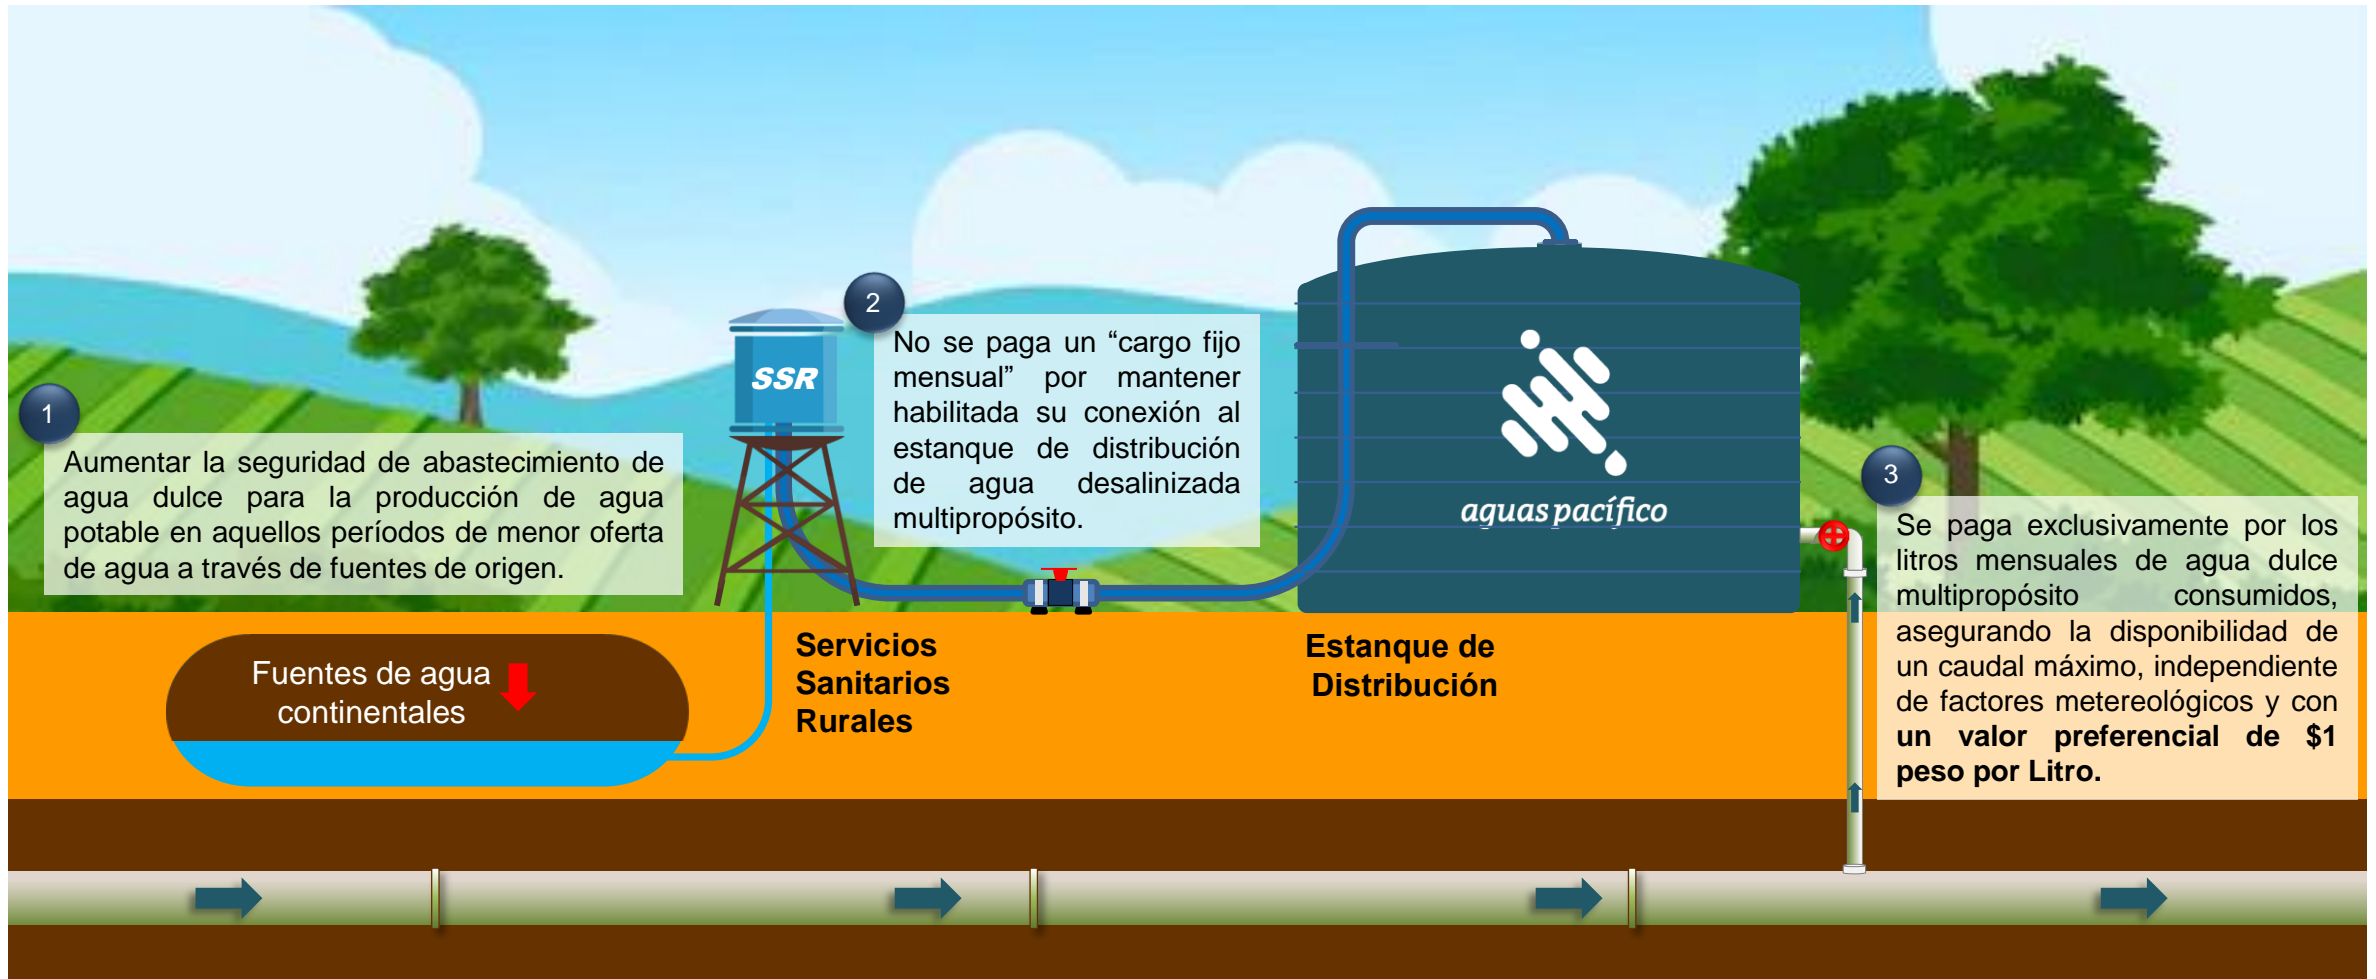 1
Aumentar la seguridad de abastecimiento de
agua dulce para la producción de agua
potable en aquellos períodos de menor oferta
de agua a través de fuentes de origen.
SSR
2
No se paga un “cargo fijo
mensual” por mantener
habilitada su conexión al
estanque de distribución
de agua desalinizada
multipropósito.
aguas pacífico
3
Se paga exclusivamente por los
litros mensuales de agua dulce
multipropósito consumidos,
asegurando la disponibilidad de
un caudal máximo, independiente
de factores metereológicos y con
un valor preferencial de $1
peso por Litro.
Fuentes de agua
continentales
Servicios
Sanitarios
Rurales
Estanque de
Distribución